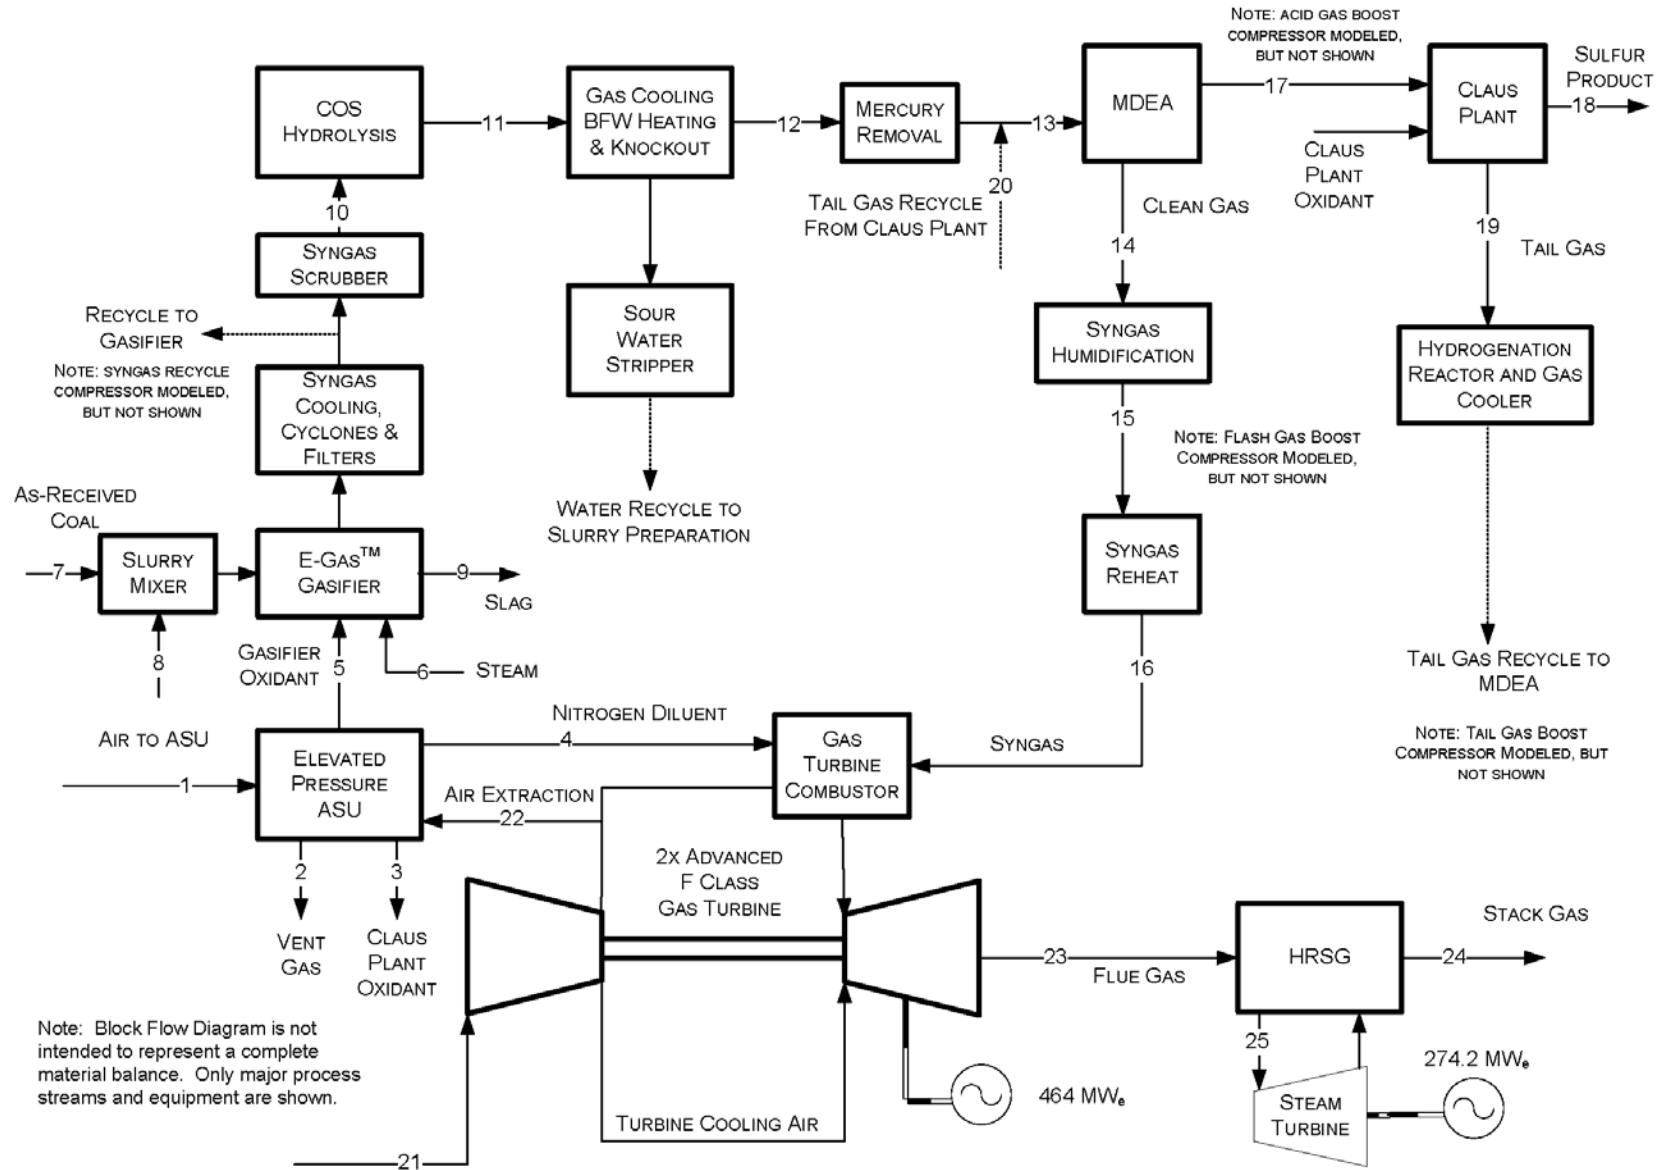 NOTE: ACID GAS BOOST
COMPRESSOR MODELED,
BUT NOT SHOWN
SULFUR
PRODUCT
18
COS
HYDROLYSIS
11
GAS COOLING
BFW HEATING
& KNOCKOUT
12
MERCURY
REMOVAL
13
MDEA
17
CLAUS
PLANT
CLAUS
PLANT
OXIDANT
10
20
TAIL GAS RECYCLE
FROM CLAUS PLANT
CLEAN GAS
14
19
TAIL GAS
SYNGAS
SCRUBBER
RECYCLE TO
GASIFIER
NOTE: SYNGAS RECYCLE
COMPRESSOR MODELED,
BUT NOT SHOWN
SOUR
WATER
STRIPPER
SYNGAS
HUMIDIFICATION
HYDROGENATION
REACTOR AND GAS
COOLER
SYNGAS
COOLING,
CYCLONES &
FILTERS
15
NOTE: FLASH GAS BOOST
COMPRESSOR MODELED,
BUT NOT SHOWN
WATER RECYCLE TO
SLURRY PREPARATION
AS-RECEIVED
COAL
7
SLURRY
MIXER
E-GAS™
GASIFIER
9
SLAG
SYNGAS
REHEAT
8
GASIFIER
OXIDANT
5
6
STEAM
16
TAIL GAS RECYCLE TO
MDEA
NOTE: TAIL GAS BOOST
COMPRESSOR MODELED, BUT
NOT SHOWN
AIR TO ASU
1
ELEVATED
PRESSURE
ASU
NITROGEN DILUENT
4
GAS
TURBINE
COMBUSTOR
SYNGAS
AIR EXTRACTION
22
2
3
VENT
GAS
CLAUS
PLANT
OXIDANT
2X ADVANCED
F CLASS
GAS TURBINE
23
FLUE GAS
HRSG
STACK GAS
24
Note: Block Flow Diagram is not
intended to represent a complete
material balance. Only major process
streams and equipment are shown.
25
464 MWe
274.2 MWe
STEAM
TURBINE
TURBINE COOLING AIR
21